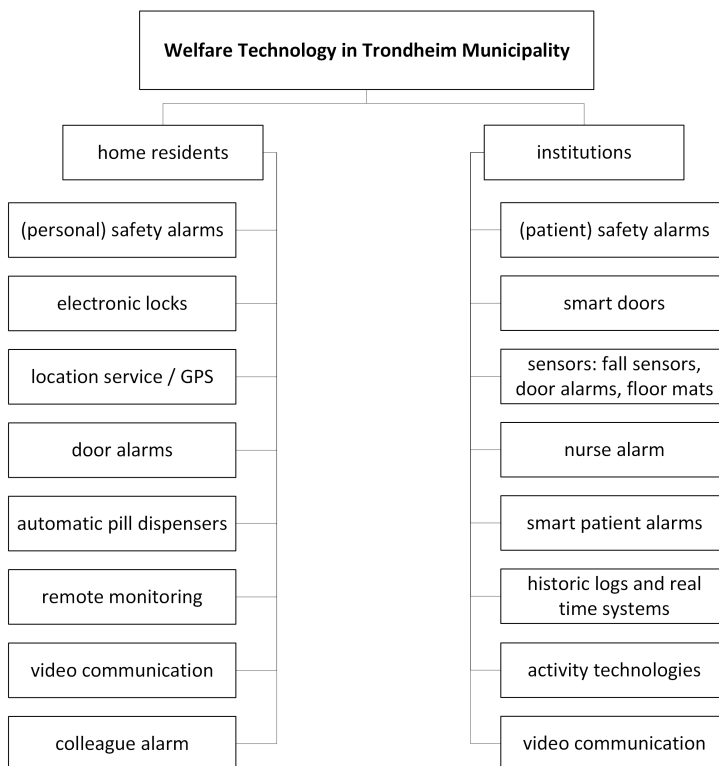 Welfare Technology in Trondheim Municipality
home residents
(personal) safety alarms
electronic locks
location service / GPS
door alarms
automatic pill dispensers
remote monitoring
video communication
colleague alarm
institutions
(patient) safety alarms
smart doors
sensors: fall sensors,
door alarms, floor mats
nurse alarm
smart patient alarms
historic logs and real
time systems
activity technologies
video communication